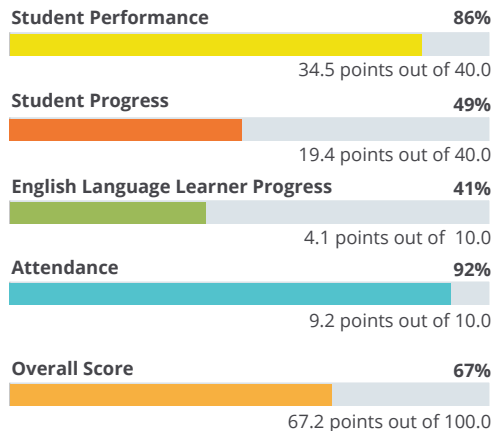 Student Performance 86%
34.5 points out of 40.0
Student Progress 49%
19.4 points out of 40.0
English Language Learner Progress 41%
4.1 points out of 10.0
Attendance 92%
9.2 points out of 10.0
Overall Score 67%
67.2 points out of 100.0